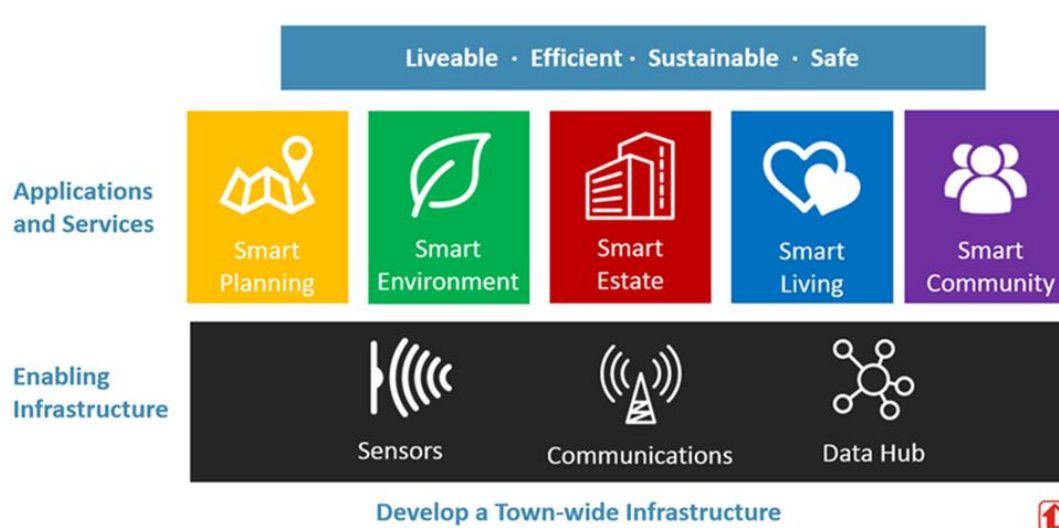 Liveable · Efficient · Sustainable · Safe
Applications
and Services
Smart
Planning
Smart
Environment
Smart
Estate
Smart
Living
Smart
Community
Enabling
Infrastructure
Sensors
Communications
Data Hub
Develop a Town-wide Infrastructure